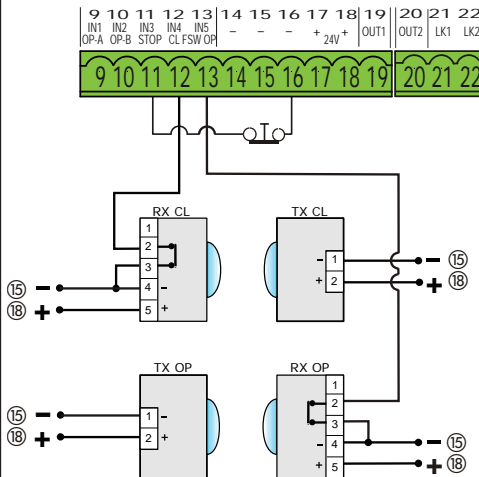 9 10 11 12 13 14 15 16 17 18 19 20 21 22
IN1 IN2 IN3 IN4 IN5 – – – + + OUT1 OUT2 LK1 LK2
OP-A OP-B STOP CL FSW OP 24V
9 10 11 12 13 14 15 16 17 18 19 20 21 22
RX CL
1
2
3
4 -
5 +
⑮ -
⑱ +
TX CL
- 1
+ 2
- ⑮
+ ⑱
TX OP
1 -
2 +
⑮ -
⑱ +
RX OP
1
2
3
- 4
+ 5
- ⑮
+ ⑱